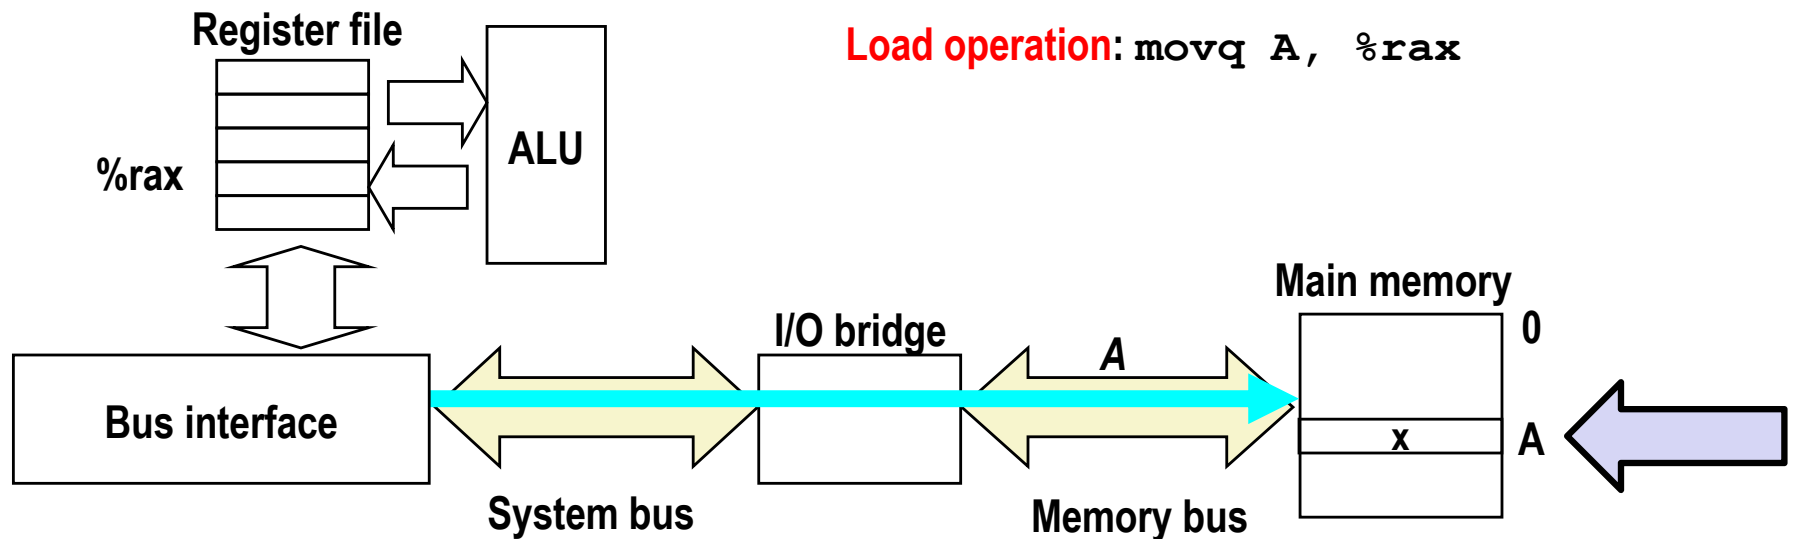 Register file
Load operation: movq A, %rax
ALU
%rax
Main memory
0
I/O bridge
A
Bus interface
x
A
System bus
Memory bus